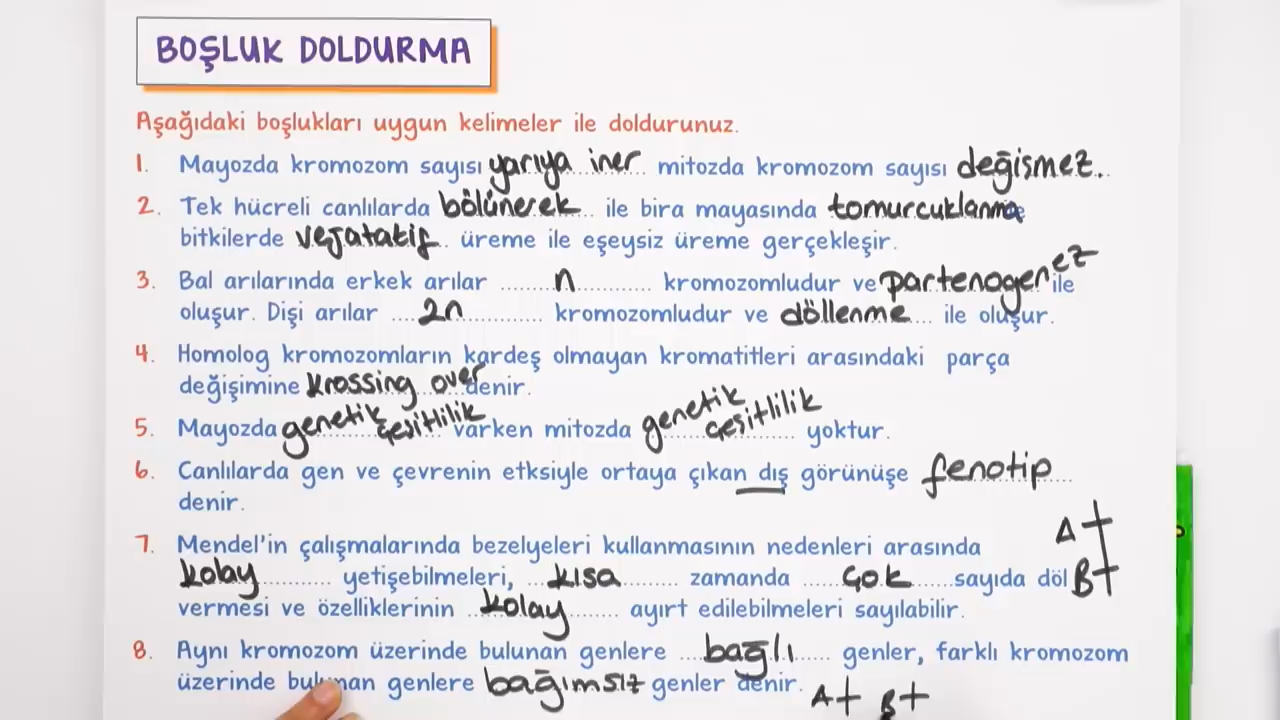 BOŞLUK DOLDURMA
Aşağıdaki boşlukları uygun kelimeler ile doldurunuz.
1. Mayozda kromozom sayısı yarıya iner mitozda kromozom sayısı değişmez.
2. Tek hücreli canlılarda bölünerek ile bira mayasında tomurcuklanma
bitkilerde vejatatif üreme ile eşeysiz üreme gerçekleşir.
3. Bal arılarında erkek arılar n kromozomludur ve partenogenez ile
oluşur. Dişi arılar 2n kromozomludur ve döllenme ile oluşur.
4. Homolog kromozomların kardeş olmayan kromatitleri arasındaki parça
değişimine krossing over denir.
5. Mayozda genetik çeşitlilik varken mitozda genetik çeşitlilik yoktur.
6. Canlılarda gen ve çevrenin etksiyle ortaya çıkan dış görünüşe fenotip
denir.
7. Mendel'in çalışmalarında bezelyeleri kullanmasının nedenleri arasında A
kolay yetişebilmeleri, kısa zamanda çok sayıda döl B
vermesi ve özelliklerinin kolay ayırt edilebilmeleri sayılabilir.
8. Aynı kromozom üzerinde bulunan genlere bağlı genler, farklı kromozom
üzerinde bulunan genlere bağımsız genler denir.
A B